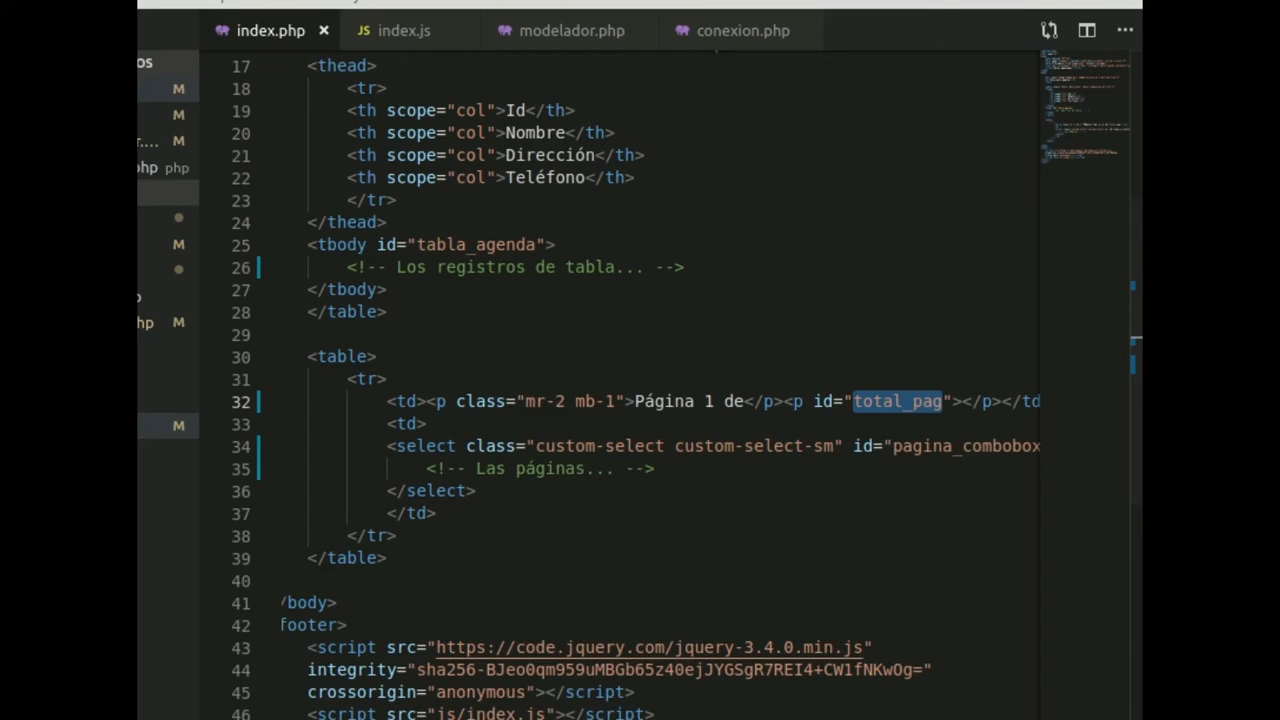 index.php × JS index.js modelador.php conexion.php ...
os
M
M
r.... M
php php
M
hp M
M
17 <thead>
18 <tr>
19 <th scope="col">Id</th>
20 <th scope="col">Nombre</th>
21 <th scope="col">Dirección</th>
22 <th scope="col">Teléfono</th>
23 </tr>
24 </thead>
25 <tbody id="tabla_agenda">
26 <!-- Los registros de tabla... -->
27 </tbody>
28 </table>
29
30 <table>
31 <tr>
32 <td><p class="mr-2 mb-1">Página 1 de</p><p id="total_pag"></p></td
33 <td>
34 <select class="custom-select custom-select-sm" id="pagina_combobox
35 <!-- Las páginas... -->
36 </select>
37 </td>
38 </tr>
39 </table>
40
41 /body>
42 footer>
43 <script src="https://code.jquery.com/jquery-3.4.0.min.js"
44 integrity="sha256-BJeo0qm959uMBGb65z40ejJYGSgR7REI4+CW1fNKwOg="
45 crossorigin="anonymous"></script>
46 <script src="js/index.js"></script>